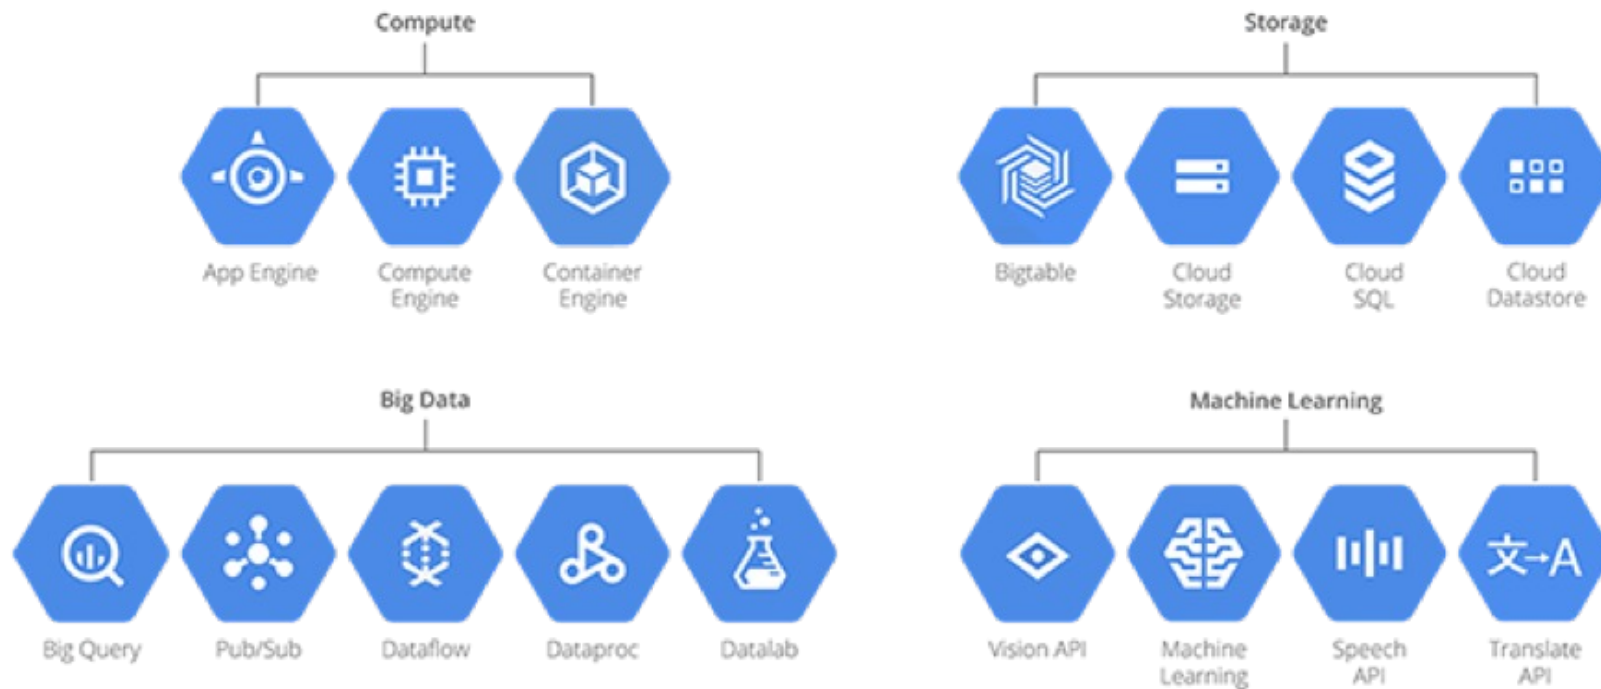 Compute
Storage
App Engine
Compute
Engine
Container
Engine
Bigtable
Cloud
Storage
Cloud
SQL
Cloud
Datastore
Big Data
Machine Learning
文→A
Big Query
Pub/Sub
Dataflow
Dataproc
Datalab
Vision API
Machine
Learning
Speech
API
Translate
API